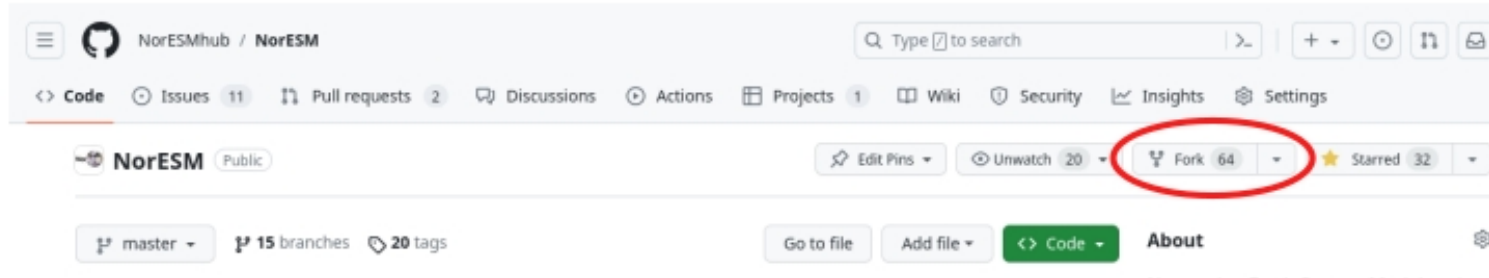 NorESMhub / NorESM Type / to search
Code Issues 11 Pull requests 2 Discussions Actions Projects 1 Wiki Security Insights Settings
NorESM Public Edit Pins Unwatch 20 Fork 64 Starred 32
master 15 branches 20 tags Go to file Add file <> Code About